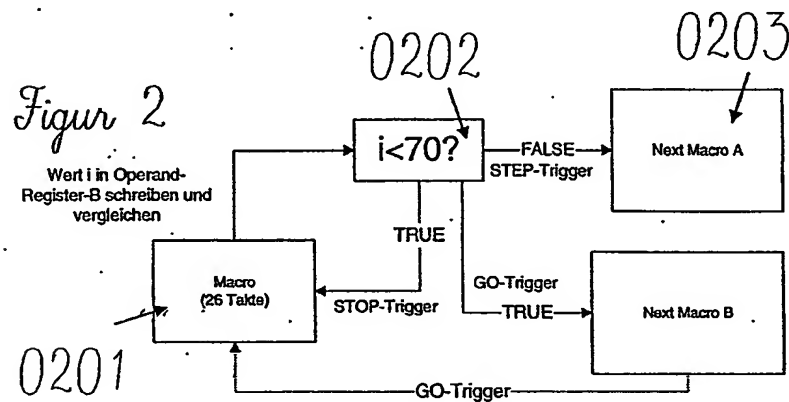 Figur 2
0202
0203
i<70?
FALSE
STEP-Trigger
Next Macro A
Wert i in Operand-
Register-B schreiben und
vergleichen
TRUE
Macro
(26 Takte)
STOP-Trigger
GO-Trigger
TRUE
Next Macro B
0201
GO-Trigger